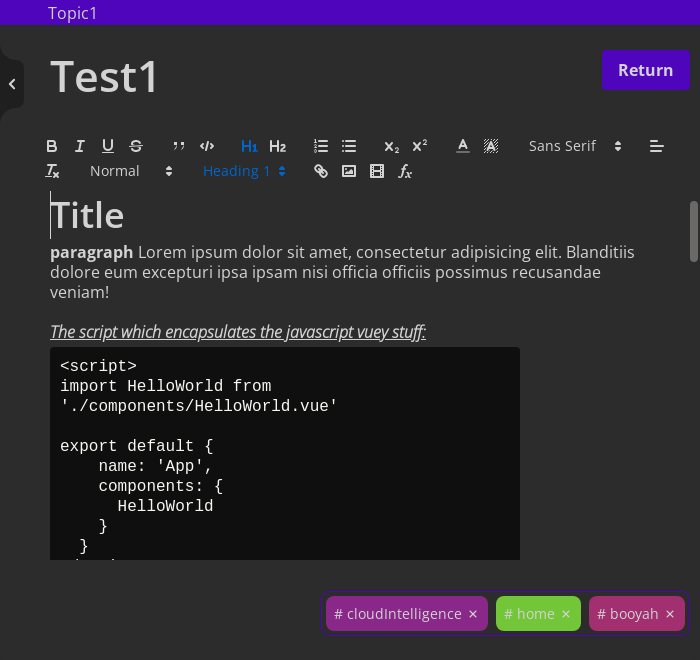 Topic1
Test1
Return
B I U S ” </> H1 H2 X2 X2 A A Sans Serif
Tx Normal Heading 1 fx
Title
paragraph Lorem ipsum dolor sit amet, consectetur adipisicing elit. Blanditiis
dolore eum excepturi ipsa ipsam nisi officia officiis possimus recusandae
veniam!
The script which encapsulates the javascript vuey stuff:
<script>
import HelloWorld from
'./components/HelloWorld.vue'
export default {
name: 'App',
components: {
HelloWorld
}
}
# cloudIntelligence ×
# home ×
# booyah ×